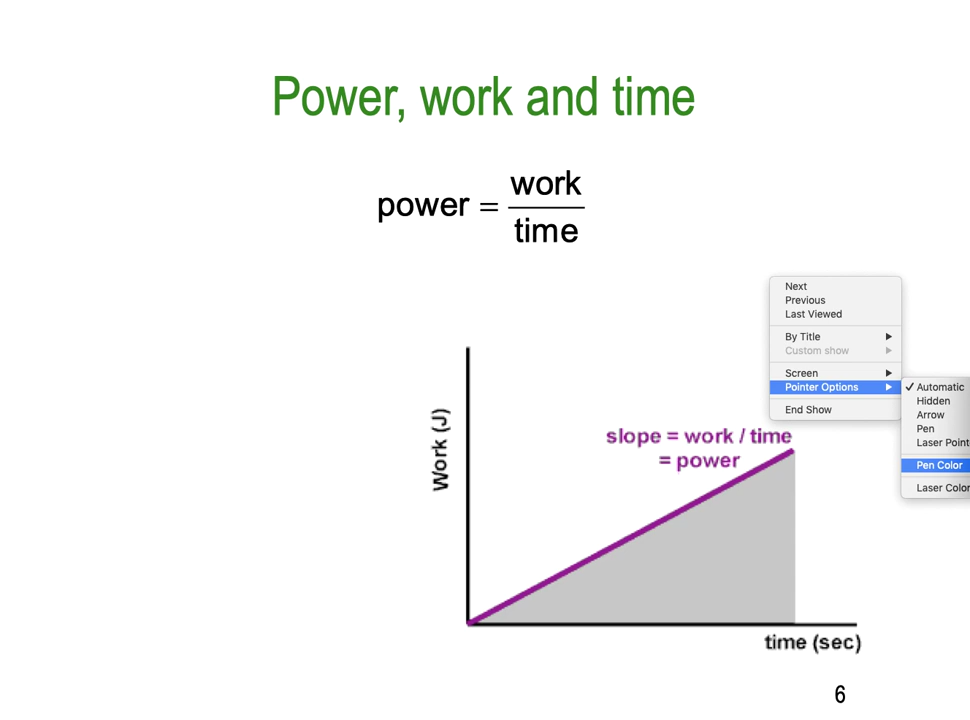 Power, work and time
power = work
time
Next
Previous
Last Viewed
By Title
Custom show
Screen
Pointer Options
End Show
Automatic
Hidden
Arrow
Pen
Laser Point
Pen Color
Laser Color
Work (J)
slope = work / time
= power
time (sec)
6